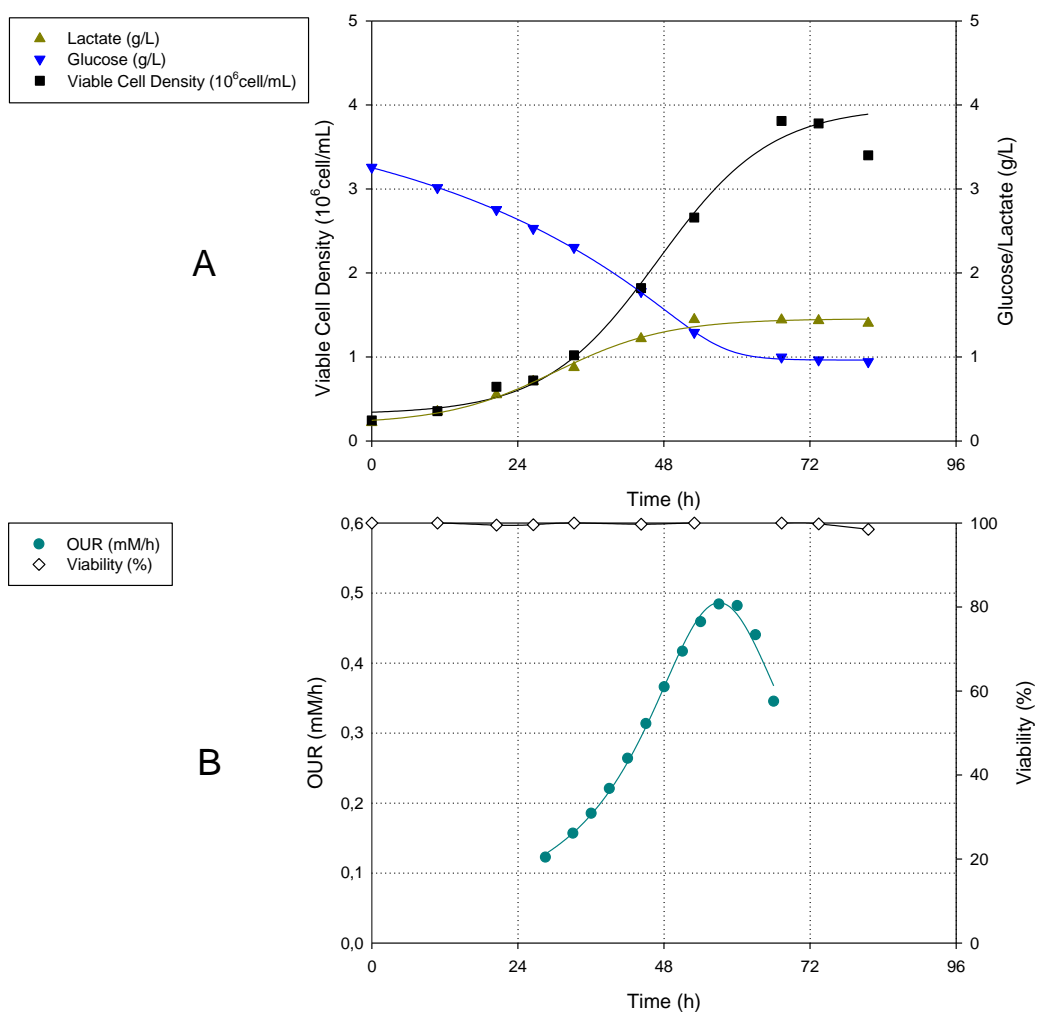 Lactate (g/L)
Glucose (g/L)
Viable Cell Density (10⁶cell/mL)
A
Viable Cell Density (10⁶cell/mL)
5
4
3
2
1
0
0 24 48 72 96
Time (h)
5
4
3
2
1
0
Glucose/Lactate (g/L)
OUR (mM/h)
Viability (%)
B
OUR (mM/h)
0,6
0,5
0,4
0,3
0,2
0,1
0,0
0 24 48 72 96
Time (h)
100
80
60
40
20
0
Viability (%)